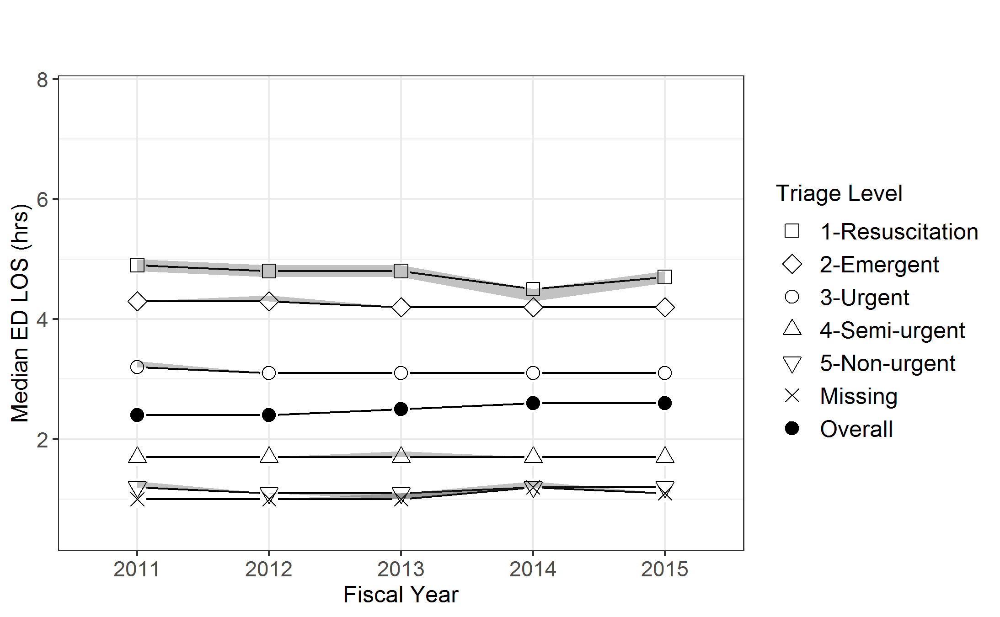 8
6
4
2
Median ED LOS (hrs)
2011 2012 2013 2014 2015
Fiscal Year
Triage Level
1-Resuscitation
2-Emergent
3-Urgent
4-Semi-urgent
5-Non-urgent
Missing
Overall